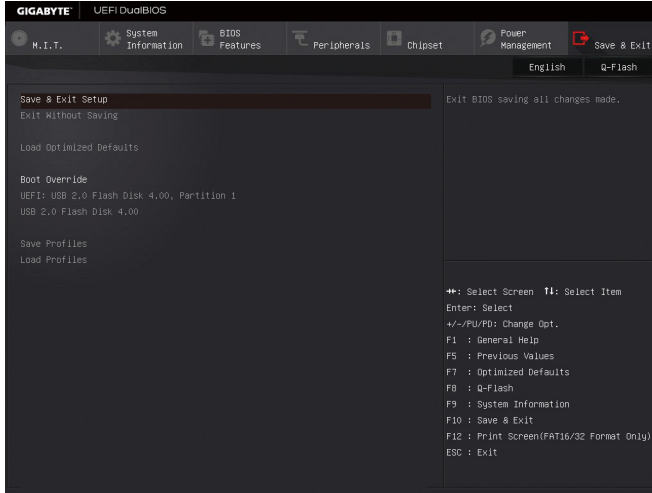 GIGABYTE™ UEFI DualBIOS
M.I.T.
System Information
BIOS Features
Peripherals
Chipset
Power Management
Save & Exit
English Q-Flash
Save & Exit Setup
Exit Without Saving
Load Optimized Defaults
Boot Override
UEFI: USB 2.0 Flash Disk 4.00, Partition 1
USB 2.0 Flash Disk 4.00
Save Profiles
Load Profiles
Exit BIOS saving all changes made.
→←: Select Screen ↑↓: Select Item
Enter: Select
+/-/PU/PD: Change Opt.
F1 : General Help
F5 : Previous Values
F7 : Optimized Defaults
F8 : Q-Flash
F9 : System Information
F10 : Save & Exit
F12 : Print Screen(FAT16/32 Format Only)
ESC : Exit